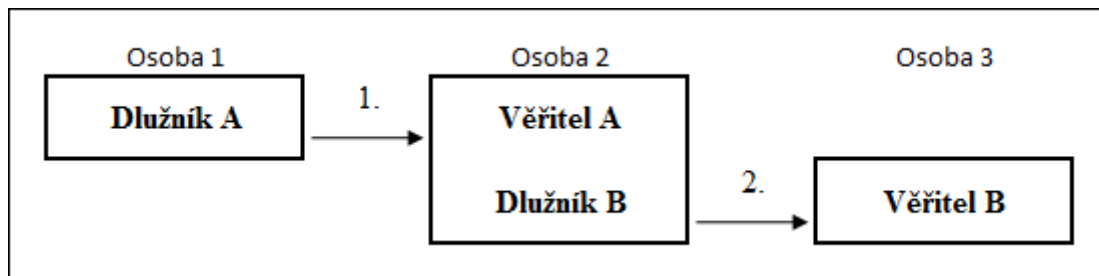 Osoba 1
Osoba 2
Osoba 3
Dlužník A
1.
Věřitel A
Dlužník B
2.
Věřitel B